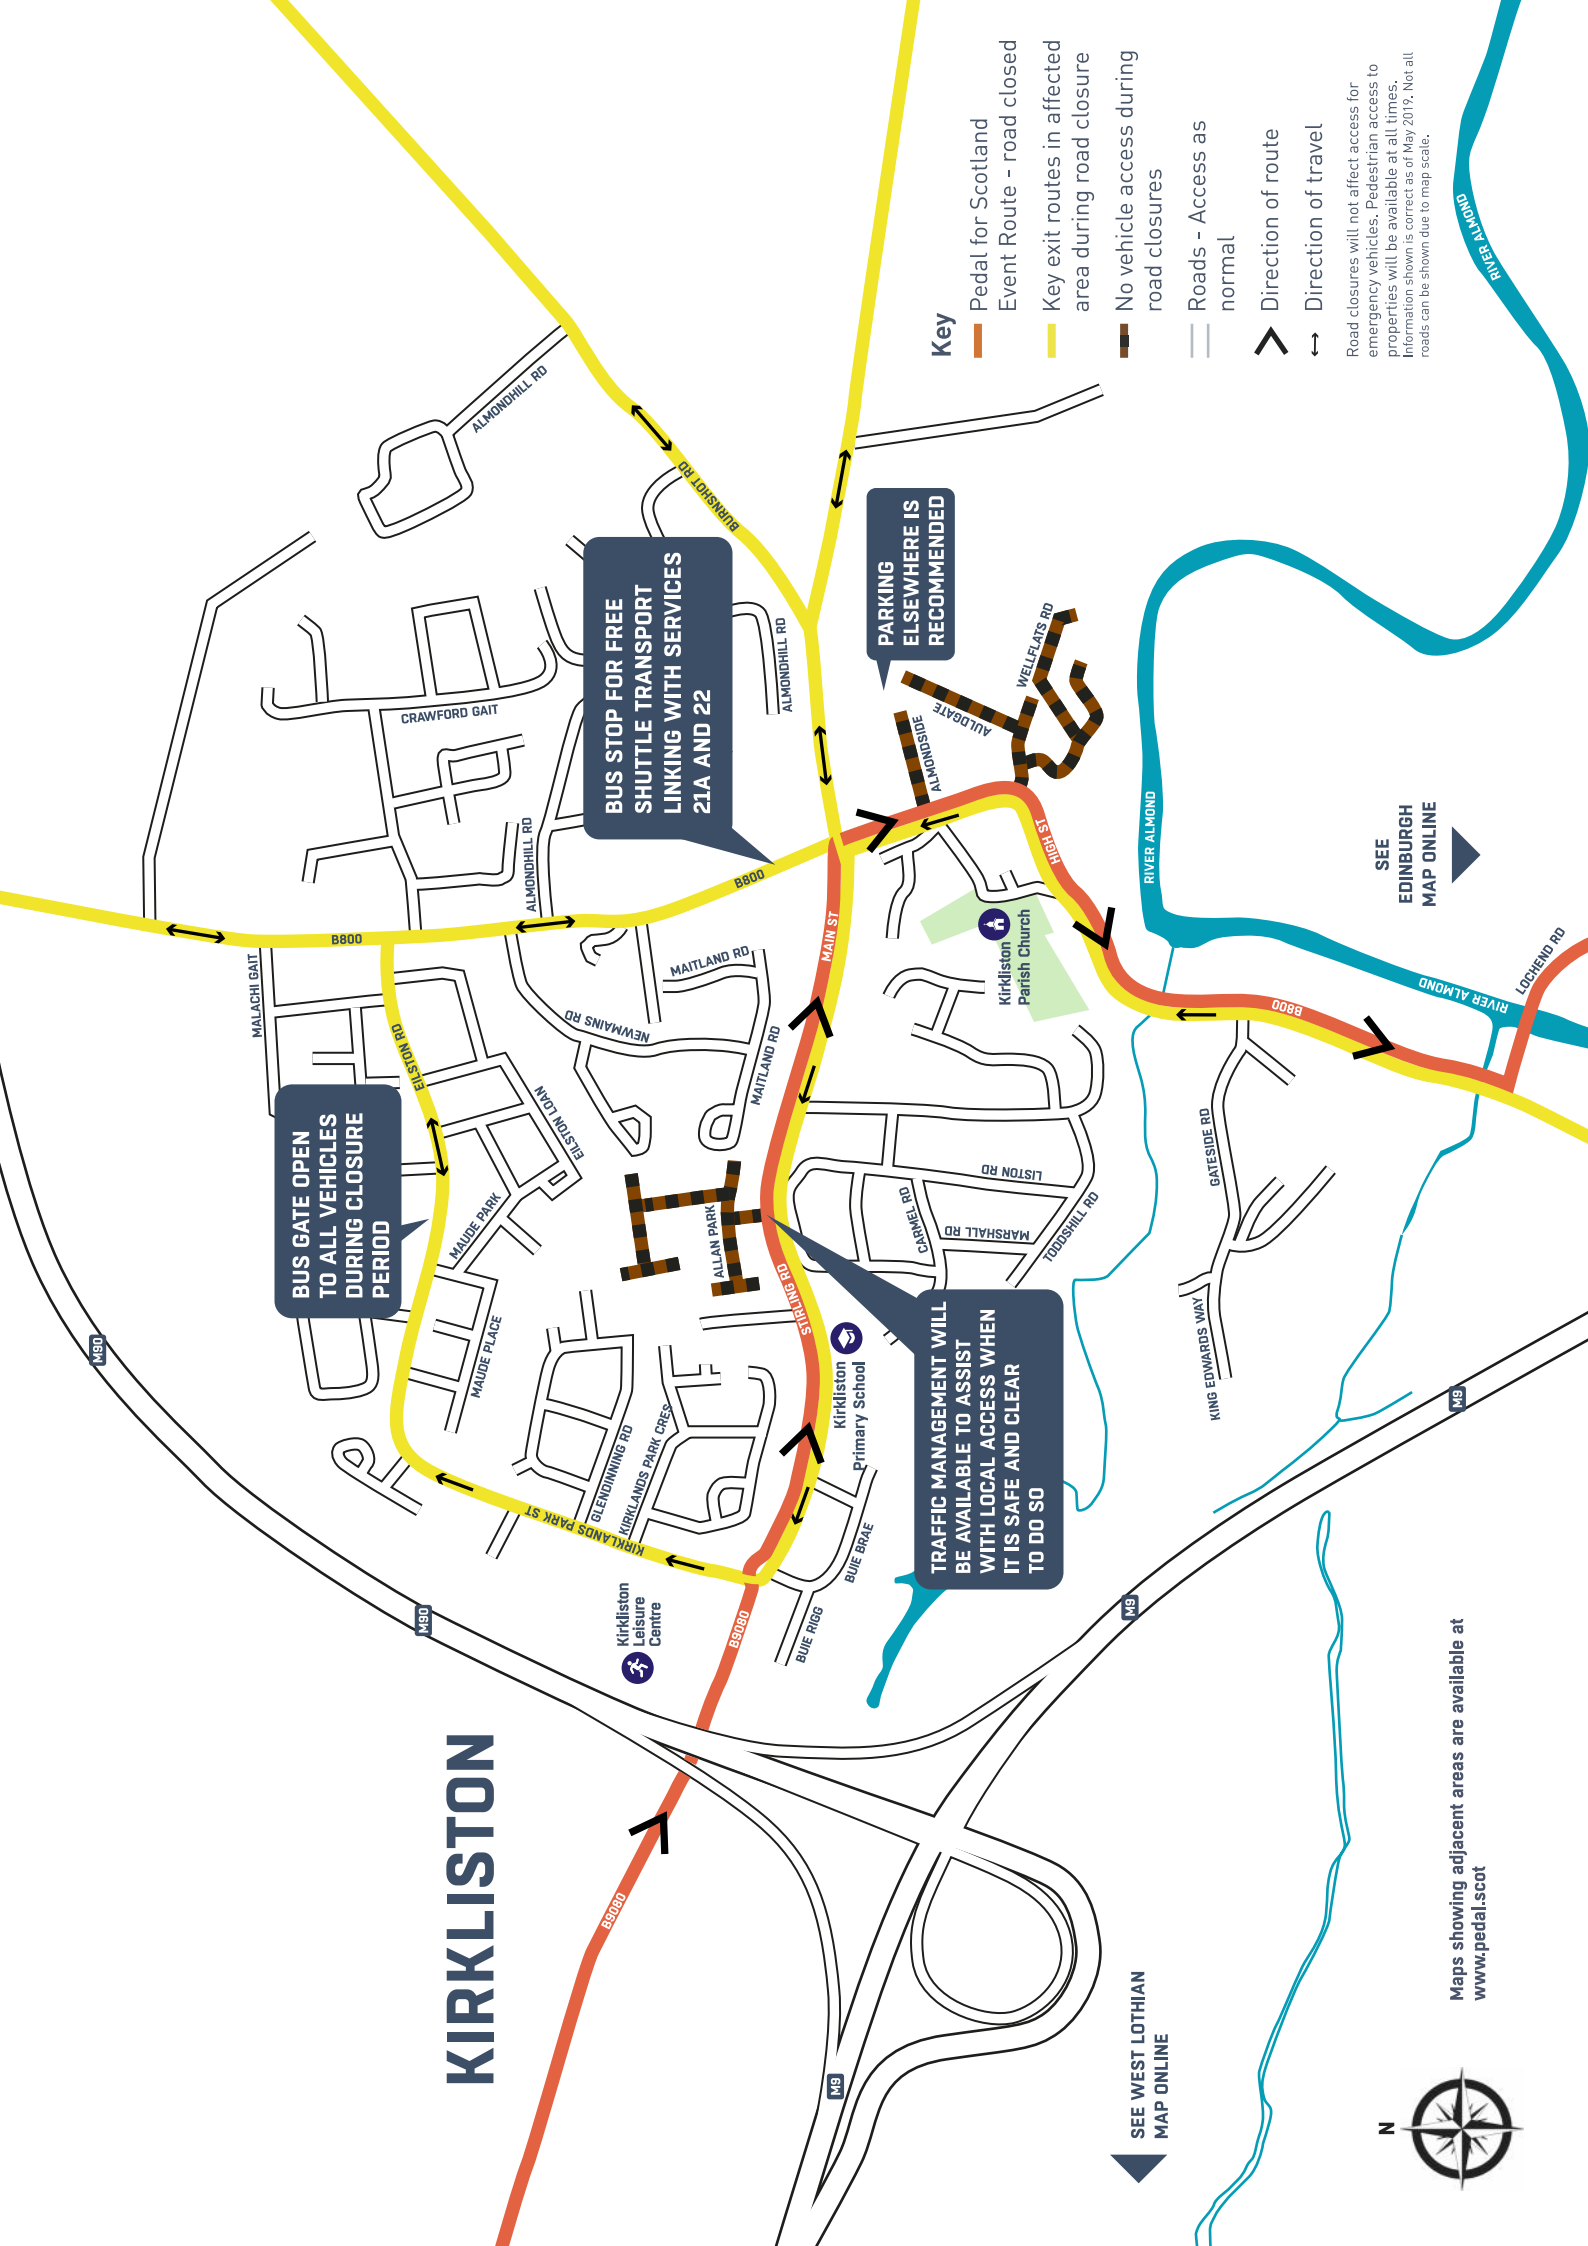 KIRKLISTON
M90
M90
M9
M9
M9
B9080
B9080
BUS GATE OPEN
TO ALL VEHICLES
DURING CLOSURE
PERIOD
BUS STOP FOR FREE
SHUTTLE TRANSPORT
LINKING WITH SERVICES
21A AND 22
PARKING
ELSEWHERE IS
RECOMMENDED
TRAFFIC MANAGEMENT WILL
BE AVAILABLE TO ASSIST
WITH LOCAL ACCESS WHEN
IT IS SAFE AND CLEAR
TO DO SO
MALACHI GAIT
B800
B800
B800
EILSTON RD
EILSTON LOAN
MAUDE PARK
MAUDE PLACE
KIRKLANDS PARK ST
GLENDINNING RD
KIRKLANDS PARK CRES
Kirkliston
Leisure
Centre
ALLAN PARK
NEWMAINS RD
MAITLAND RD
MAITLAND RD
CRAWFORD GAIT
ALMONDHILL RD
ALMONDHILL RD
ALMONDHILL RD
BURNSHOT RD
MAIN ST
STIRLING RD
HIGH ST
ALMONDSIDE
AULDGATE
WELLFLATS RD
Kirkliston
Parish Church
Kirkliston
Primary School
BUIE BRAE
BUIE RIGG
CARMEL RD
LISTON RD
MARSHALL RD
TODDSHILL RD
GATESIDE RD
KING EDWARDS WAY
LOCHEND RD
RIVER ALMOND
RIVER ALMOND
RIVER ALMOND
SEE
EDINBURGH
MAP ONLINE
SEE WEST LOTHIAN
MAP ONLINE
Key
Pedal for Scotland
Event Route - road closed
Key exit routes in affected
area during road closure
No vehicle access during
road closures
Roads - Access as
normal
Direction of route
Direction of travel
Road closures will not affect access for
emergency vehicles. Pedestrian access to
properties will be available at all times.
Information shown is correct as of May 2019. Not all
roads can be shown due to map scale.
Maps showing adjacent areas are available at
www.pedal.scot
N